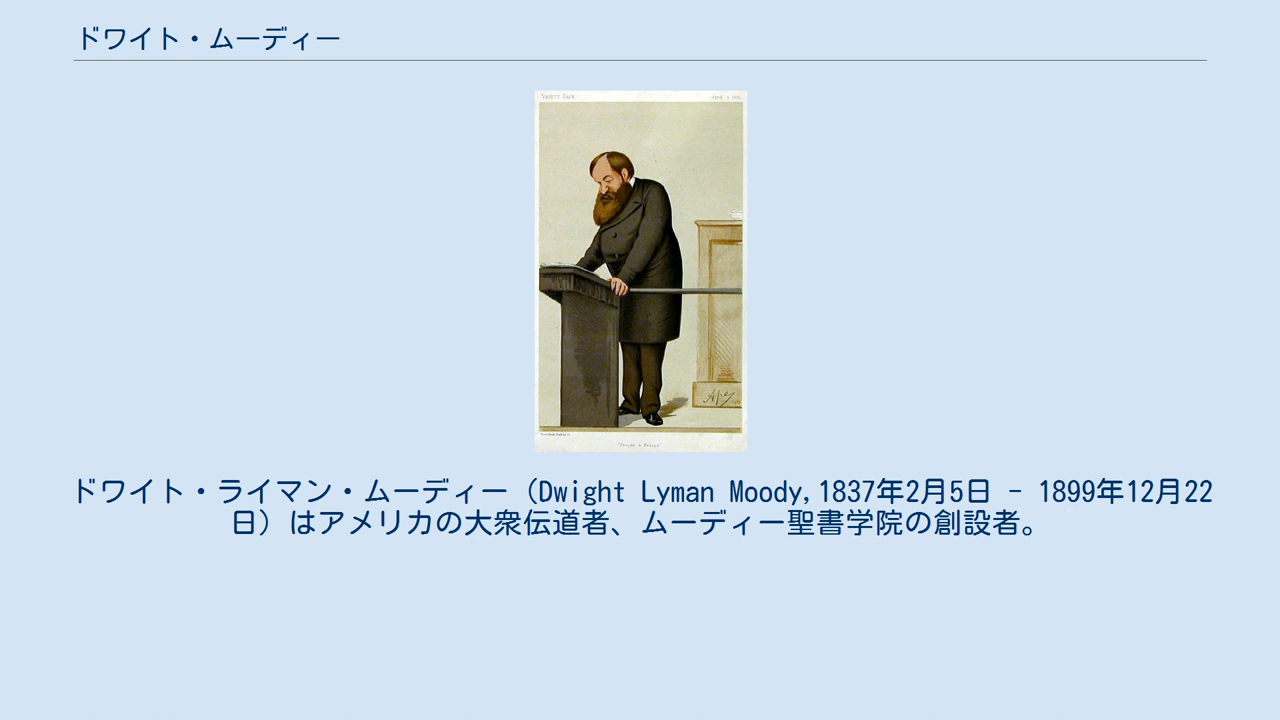 ドワイト・ムーディー
VANITY FAIR
Ape
ドワイト・ライマン・ムーディー（Dwight Lyman Moody,1837年2月5日 - 1899年12月22
日）はアメリカの大衆伝道者、ムーディー聖書学院の創設者。